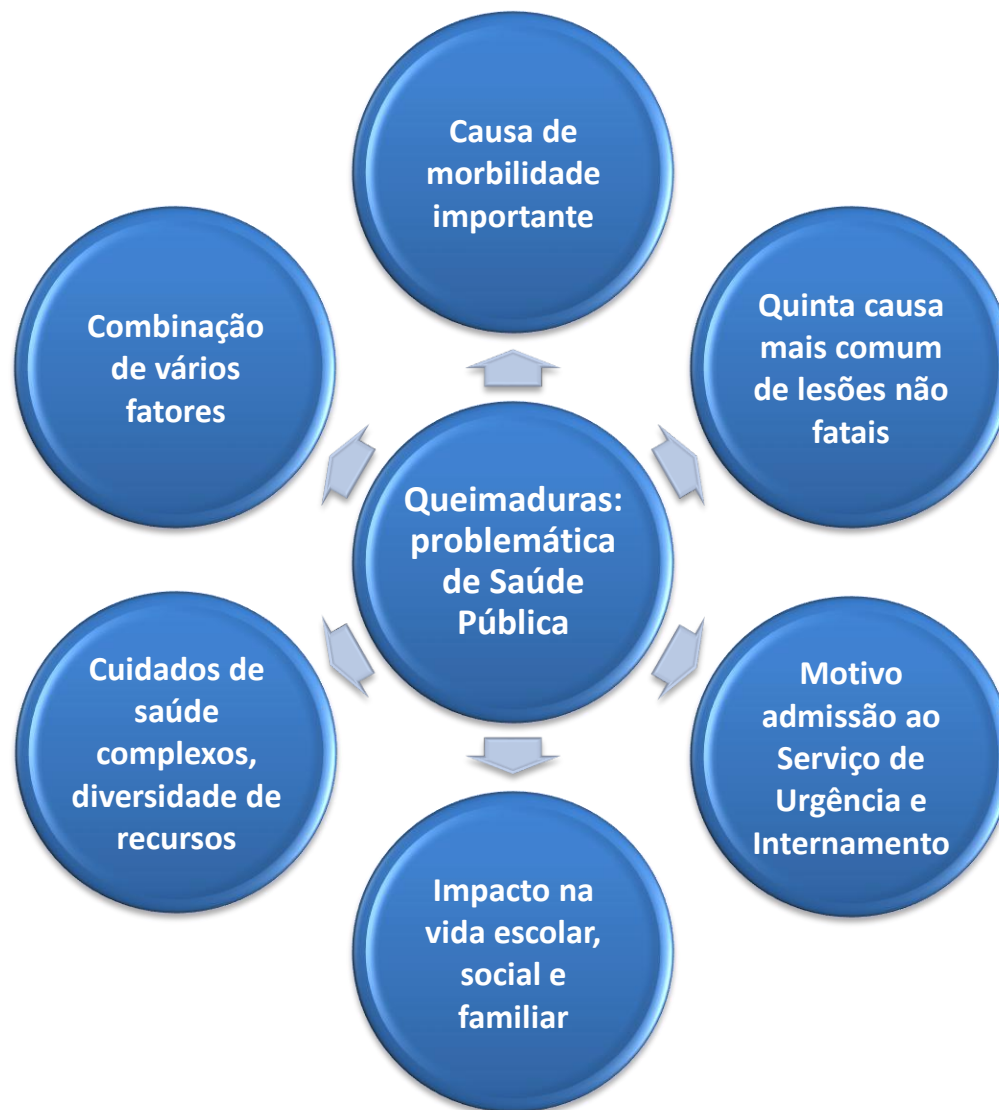 Causa de
morbilidade
importante
Quinta causa
mais comum
de lesões não
fatais
Motivo
admissão ao
Serviço de
Urgência e
Internamento
Impacto na
vida escolar,
social e
familiar
Cuidados de
saúde
complexos,
diversidade de
recursos
Combinação
de vários
fatores
Queimaduras:
problemática
de Saúde
Pública